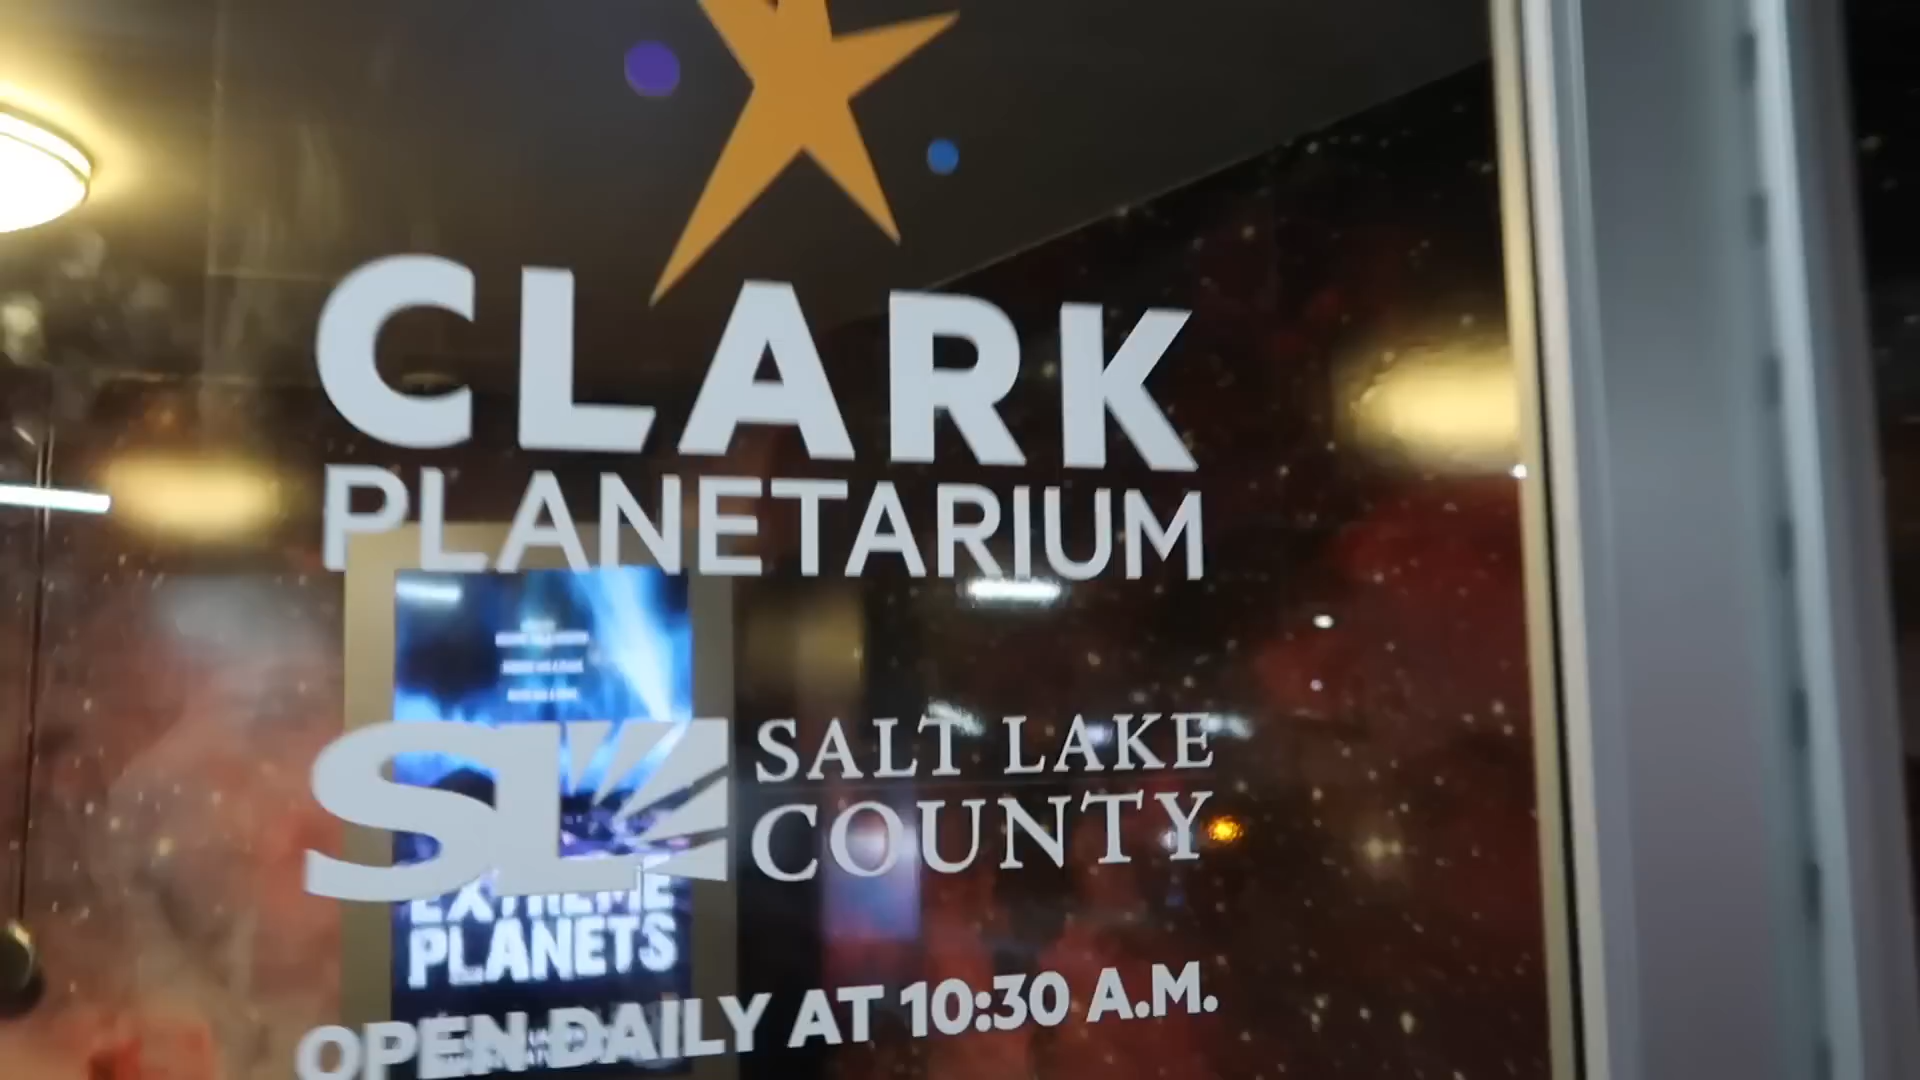 CLARK
PLANETARIUM
SL
SALT LAKE
COUNTY
EXTREME
PLANETS
OPEN DAILY AT 10:30 A.M.